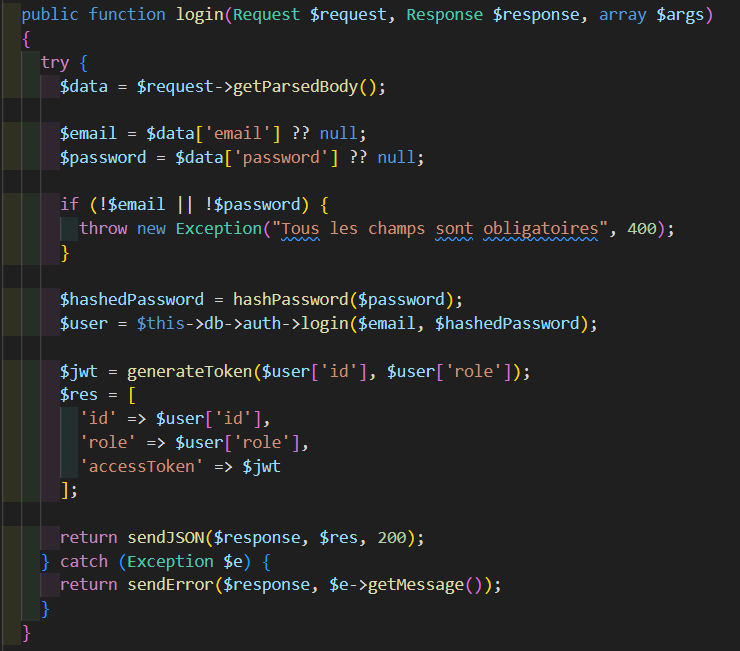 public function login(Request $request, Response $response, array $args)
{
try {
$data = $request->getParsedBody();
$email = $data['email'] ?? null;
$password = $data['password'] ?? null;
if (!$email || !$password) {
throw new Exception("Tous les champs sont obligatoires", 400);
}
$hashedPassword = hashPassword($password);
$user = $this->db->auth->login($email, $hashedPassword);
$jwt = generateToken($user['id'], $user['role']);
$res = [
'id' => $user['id'],
'role' => $user['role'],
'accessToken' => $jwt
];
return sendJSON($response, $res, 200);
} catch (Exception $e) {
return sendError($response, $e->getMessage());
}
}